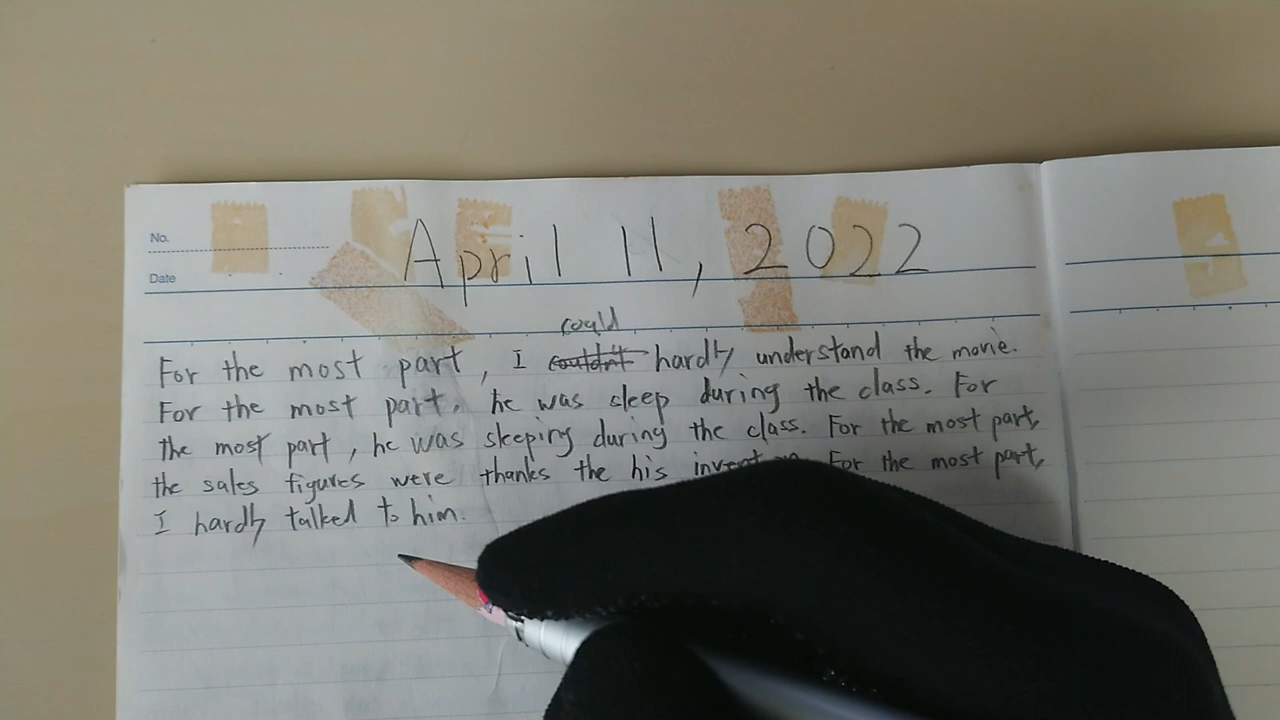 No.
Date
April 11, 2022
could
For the most part, I couldn't hardly understand the movie.
For the most part, he was sleep during the class. For
the most part, he was sleeping during the class. For the most part,
the sales figures were thanks the his For the most part,
I hardly talked to him.